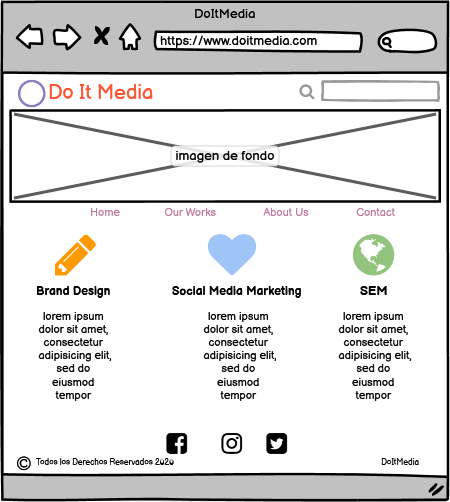 DoItMedia
https://www.doitmedia.com
Do It Media
imagen de fondo
Home Our Works About Us Contact
Brand Design
lorem ipsum
dolor sit amet,
consectetur
adipisicing elit,
sed do
eiusmod
tempor
Social Media Marketing
lorem ipsum
dolor sit amet,
consectetur
adipisicing elit,
sed do
eiusmod
tempor
SEM
lorem ipsum
dolor sit amet,
consectetur
adipisicing elit,
sed do
eiusmod
tempor
© Todos los Derechos Reservados 2020 DoItMedia